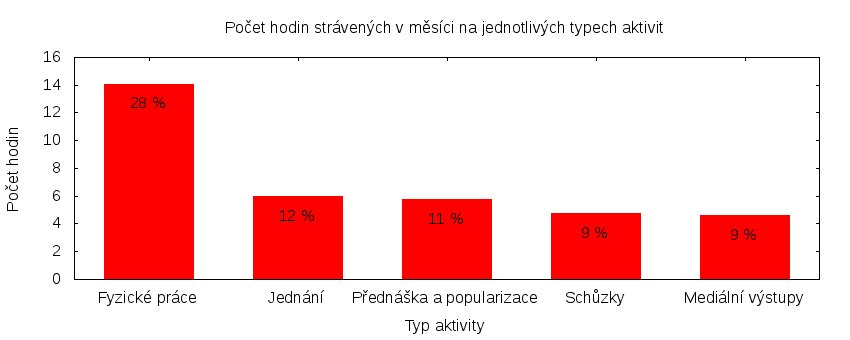 Počet hodin strávených v měsíci na jednotlivých typech aktivit
16
14
12
10
8
6
4
2
0
Počet hodin
28 %
12 %
11 %
9 %
9 %
Fyzické práce
Jednání
Přednáška a popularizace
Schůzky
Mediální výstupy
Typ aktivity